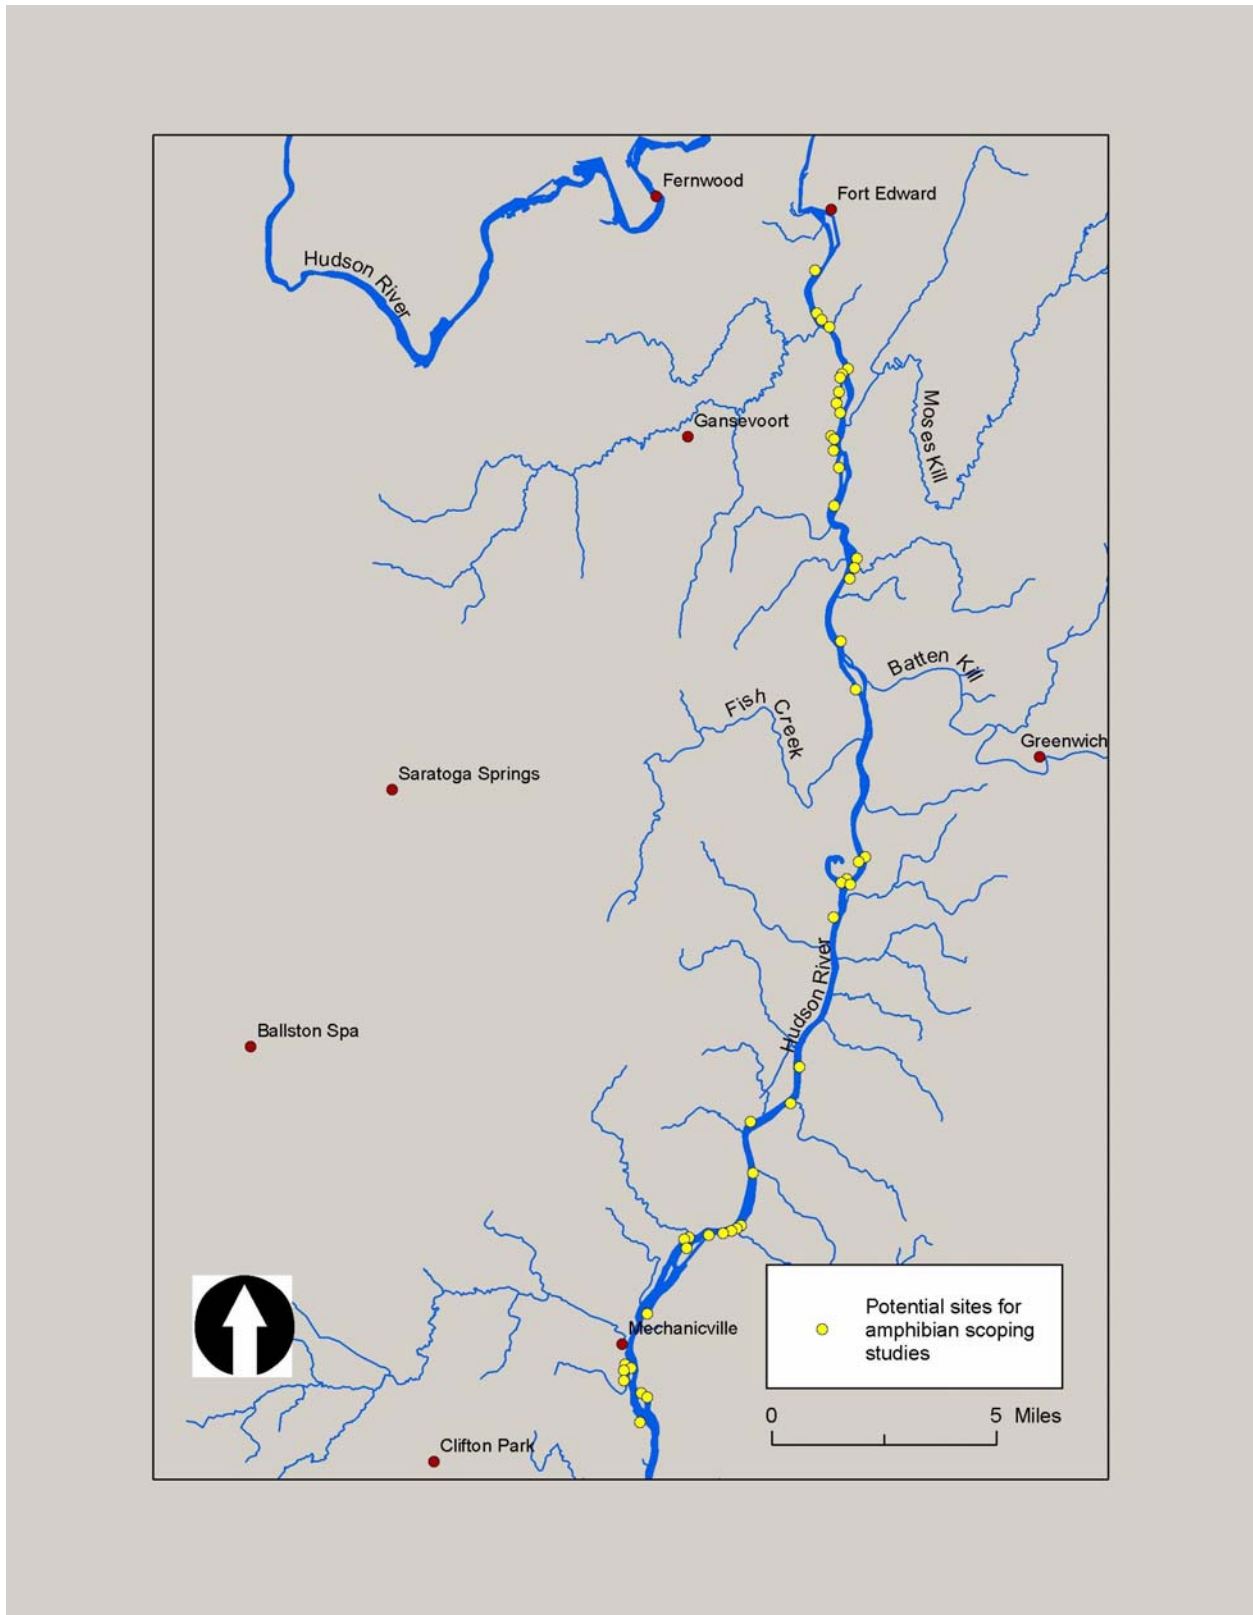 Fernwood
Fort Edward
Hudson River
Gansevoort
Moses Kill
Batten Kill
Fish Creek
Greenwich
Saratoga Springs
Hudson River
Ballston Spa
Mechanicville
Potential sites for
amphibian scoping
studies
0 5 Miles
Clifton Park